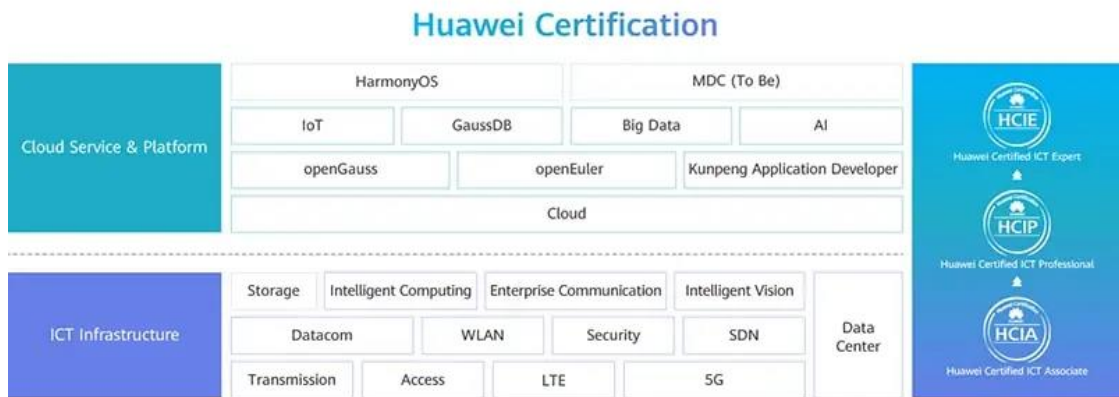 Huawei Certification
Cloud Service & Platform
HarmonyOS
MDC (To Be)
IoT
GaussDB
Big Data
AI
openGauss
openEuler
Kunpeng Application Developer
Cloud
ICT Infrastructure
Storage
Intelligent Computing
Enterprise Communication
Intelligent Vision
Datacom
WLAN
Security
SDN
Transmission
Access
LTE
5G
Data
Center
HCIE
Huawei Certified ICT Expert
HCIP
Huawei Certified ICT Professional
HCIA
Huawei Certified ICT Associate